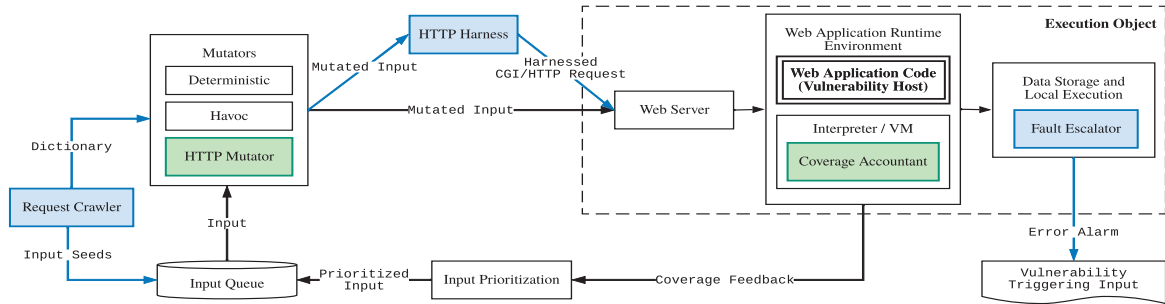 Mutators
Deterministic
Havoc
HTTP Mutator
Dictionary
Request Crawler
Input Seeds
Input
Input Queue
Mutated Input
HTTP Harness
Harnessed
CGI/HTTP Request
Mutated Input
Web Server
Execution Object
Web Application Runtime
Environment
Web Application Code
(Vulnerability Host)
Interpreter / VM
Coverage Accountant
Data Storage and
Local Execution
Fault Escalator
Error Alarm
Vulnerability
Triggering Input
Coverage Feedback
Input Prioritization
Prioritized
Input